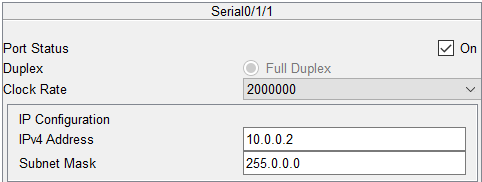 Serial0/1/1
Port Status On
Duplex Full Duplex
Clock Rate 2000000
IP Configuration
IPv4 Address 10.0.0.2
Subnet Mask 255.0.0.0